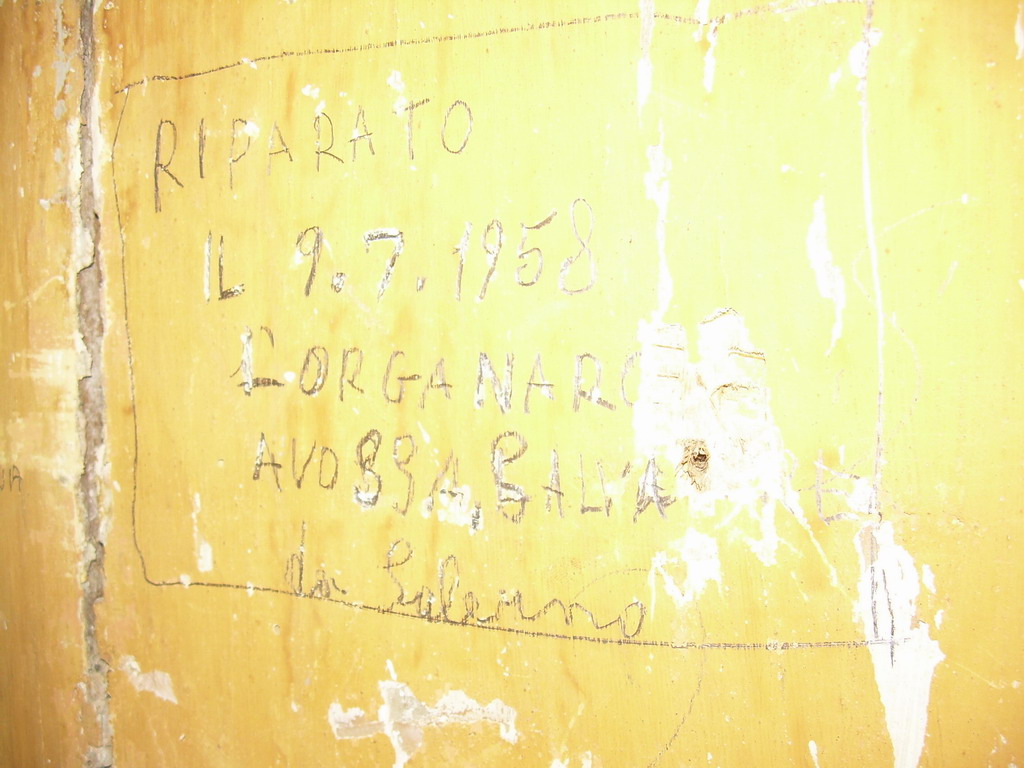 RIPARATO
IL 9.7.1958
L'ORGANARO
AVOSSA, SALVA
da Salerno